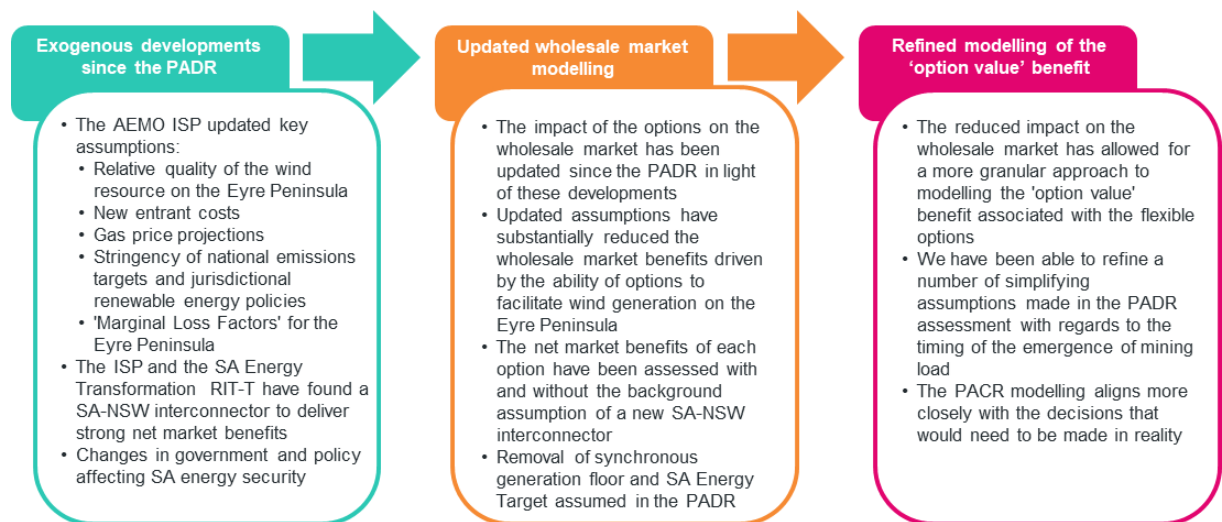 Exogenous developments
since the PADR
• The AEMO ISP updated key
assumptions:
• Relative quality of the wind
resource on the Eyre Peninsula
• New entrant costs
• Gas price projections
• Stringency of national emissions
targets and jurisdictional
renewable energy policies
• 'Marginal Loss Factors' for the
Eyre Peninsula
• The ISP and the SA Energy
Transformation RIT-T have found a
SA-NSW interconnector to deliver
strong net market benefits
• Changes in government and policy
affecting SA energy security
Updated wholesale market
modelling
• The impact of the options on the
wholesale market has been
updated since the PADR in light
of these developments
• Updated assumptions have
substantially reduced the
wholesale market benefits driven
by the ability of options to
facilitate wind generation on the
Eyre Peninsula
• The net market benefits of each
option have been assessed with
and without the background
assumption of a new SA-NSW
interconnector
• Removal of synchronous
generation floor and SA Energy
Target assumed in the PADR
Refined modelling of the
‘option value’ benefit
• The reduced impact on the
wholesale market has allowed for
a more granular approach to
modelling the 'option value'
benefit associated with the flexible
options
• We have been able to refine a
number of simplifying
assumptions made in the PADR
assessment with regards to the
timing of the emergence of mining
load
• The PACR modelling aligns more
closely with the decisions that
would need to be made in reality